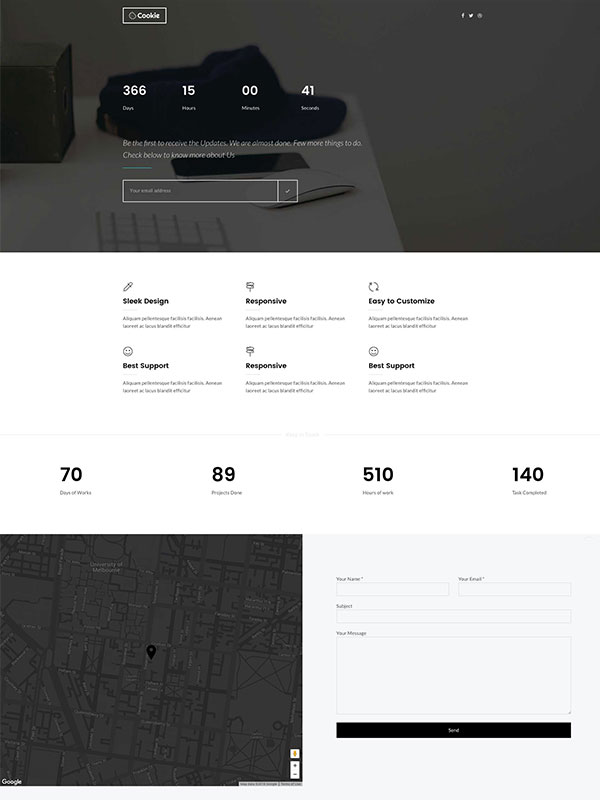 Cookie
366 15 00 41
Days Hours Minutes Seconds
Be the first to receive the Updates. We are almost done. Few more things to do.
Check below to know more about Us
Your email address
Sleek Design
Aliquam pellentesque facilisis facilisis. Aenean
laoreet ac lacus blandit efficitur
Responsive
Aliquam pellentesque facilisis facilisis. Aenean
laoreet ac lacus blandit efficitur
Easy to Customize
Aliquam pellentesque facilisis facilisis. Aenean
laoreet ac lacus blandit efficitur
Best Support
Aliquam pellentesque facilisis facilisis. Aenean
laoreet ac lacus blandit efficitur
Responsive
Aliquam pellentesque facilisis facilisis. Aenean
laoreet ac lacus blandit efficitur
Best Support
Aliquam pellentesque facilisis facilisis. Aenean
laoreet ac lacus blandit efficitur
70 89 510 140
Days of Works Projects Done Hours of work Task Completed
University of
Melbourne
Google
Terms of Use
Your Name * Your Email *
Subject
Your Message
Send